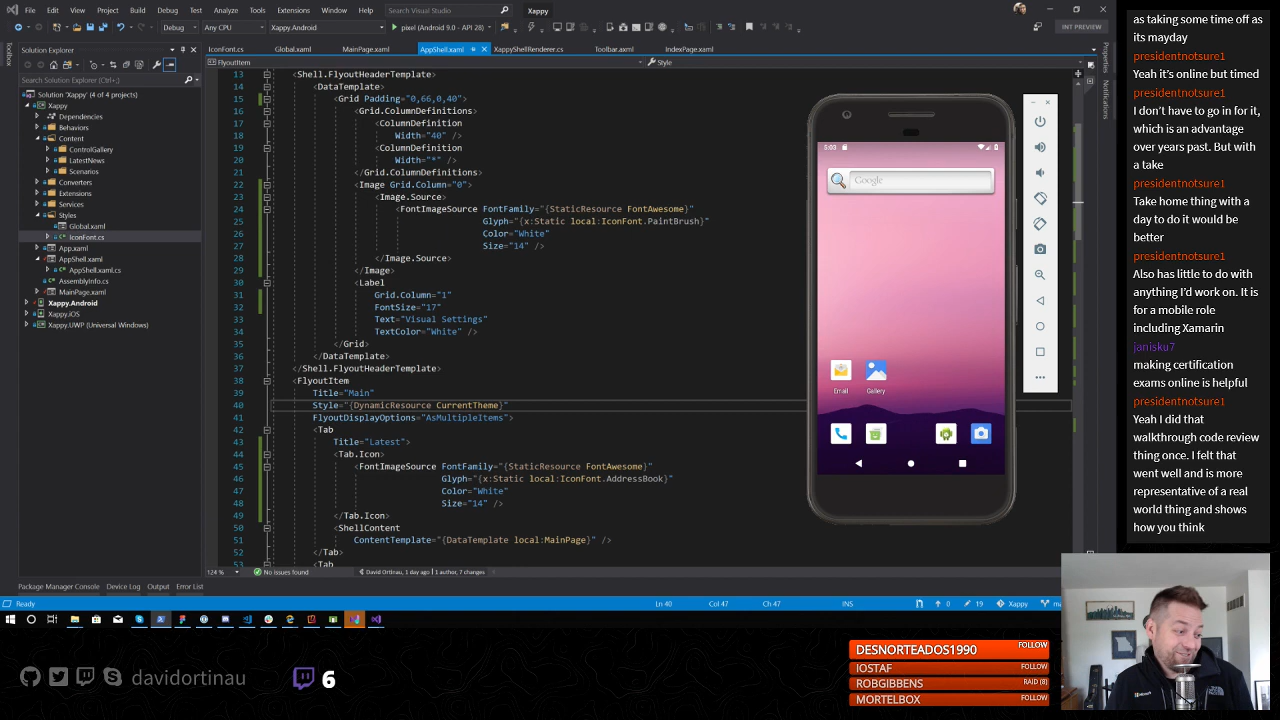 File Edit View Project Build Debug Test Analyze Tools Extensions Window Help Search Visual Studio Xappy
Debug Any CPU Xappy.Android pixel (Android 9.0 - API 28) INT PREVIEW
Toolbox
Solution Explorer
Search Solution Explorer (Ctrl+;)
Solution 'Xappy' (4 of 4 projects)
Xappy
Dependencies
Behaviors
Content
ControlGallery
LatestNews
Scenarios
Converters
Extensions
Services
Styles
Global.xaml
IconFont.cs
App.xaml
AppShell.xaml
AppShell.xaml.cs
AssemblyInfo.cs
MainPage.xaml
Xappy.Android
Xappy.iOS
Xappy.UWP (Universal Windows)
IconFont.cs Global.xaml MainPage.xaml AppShell.xaml XappyShellRenderer.cs Toolbar.xaml IndexPage.xaml
FlyoutItem Style
13 <Shell.FlyoutHeaderTemplate>
14 <DataTemplate>
15 <Grid Padding="0,66,0,40">
16 <Grid.ColumnDefinitions>
17 <ColumnDefinition
18 Width="40" />
19 <ColumnDefinition
20 Width="*" />
21 </Grid.ColumnDefinitions>
22 <Image Grid.Column="0">
23 <Image.Source>
24 <FontImageSource FontFamily="{StaticResource FontAwesome}"
25 Glyph="{x:Static local:IconFont.PaintBrush}"
26 Color="White"
27 Size="14" />
28 </Image.Source>
29 </Image>
30 <Label
31 Grid.Column="1"
32 FontSize="17"
33 Text="Visual Settings"
34 TextColor="White" />
35 </Grid>
36 </DataTemplate>
37 </Shell.FlyoutHeaderTemplate>
38 <FlyoutItem
39 Title="Main"
40 Style="{DynamicResource CurrentTheme}"
41 FlyoutDisplayOptions="AsMultipleItems">
42 <Tab
43 Title="Latest">
44 <Tab.Icon>
45 <FontImageSource FontFamily="{StaticResource FontAwesome}"
46 Glyph="{x:Static local:IconFont.AddressBook}"
47 Color="White"
48 Size="14" />
49 </Tab.Icon>
50 <ShellContent
51 ContentTemplate="{DataTemplate local:MainPage}" />
52 </Tab>
53 <Tab
124 % No issues found David Ortinau, 1 day ago | 1 author, 7 changes
Package Manager Console Device Log Output Error List
Ready Ln 40 Col 47 Ch 47 INS 0 19 Xappy
Properties
Notifications
5:03
Google
Email Gallery
as taking some time off as
its mayday
presidentnotsure1
Yeah it's online but timed
presidentnotsure1
I don't have to go in for it,
which is an advantage
over years past. But with
a take
presidentnotsure1
Take home thing with a
day to do it would be
better
presidentnotsure1
Also has little to do with
anything I'd work on. It is
for a mobile role
including Xamarin
janisku7
making certification
exams online is helpful
presidentnotsure1
Yeah I did that
walkthrough code review
thing once. I felt that
went well and is more
representative of a real
world thing and shows
how you think
davidortinau 6
DESNORTEADOS1990 FOLLOW
IOSTAF FOLLOW
ROBGIBBENS RAID (8)
MORTELBOX FOLLOW